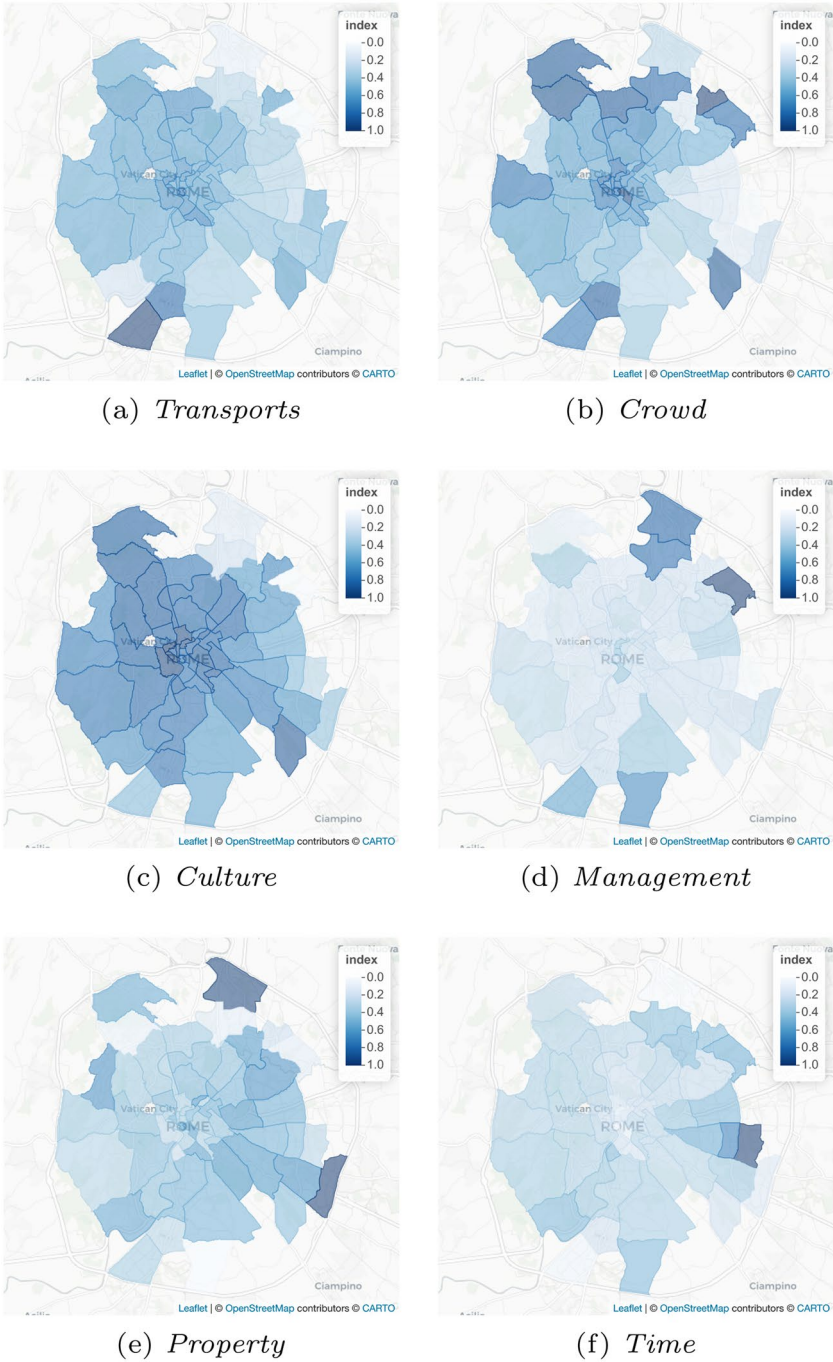 index
0.0
0.2
0.4
0.6
0.8
1.0
Vatican City
ROME
Ciampino
Leaflet | © OpenStreetMap contributors © CARTO
(a) Transports
index
0.0
0.2
0.4
0.6
0.8
1.0
Vatican City
ROME
Ciampino
Leaflet | © OpenStreetMap contributors © CARTO
(b) Crowd
index
0.0
0.2
0.4
0.6
0.8
1.0
Vatican City
ROME
Ciampino
Leaflet | © OpenStreetMap contributors © CARTO
(c) Culture
index
0.0
0.2
0.4
0.6
0.8
1.0
Vatican City
ROME
Ciampino
Leaflet | © OpenStreetMap contributors © CARTO
(d) Management
index
0.0
0.2
0.4
0.6
0.8
1.0
Vatican City
ROME
Ciampino
Leaflet | © OpenStreetMap contributors © CARTO
(e) Property
index
0.0
0.2
0.4
0.6
0.8
1.0
Vatican City
ROME
Ciampino
Leaflet | © OpenStreetMap contributors © CARTO
(f) Time